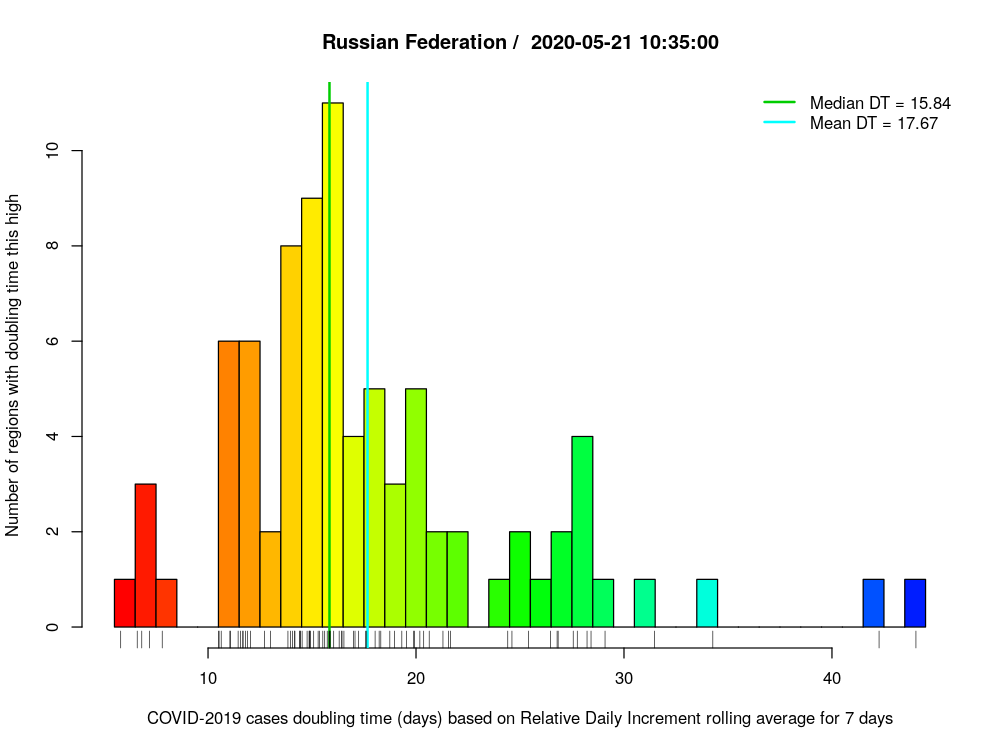 Russian Federation /  2020-05-21 10:35:00
Median DT = 15.84
Mean DT = 17.67
Number of regions with doubling time this high
10
8
6
4
2
0
10 20 30 40
COVID-2019 cases doubling time (days) based on Relative Daily Increment rolling average for 7 days